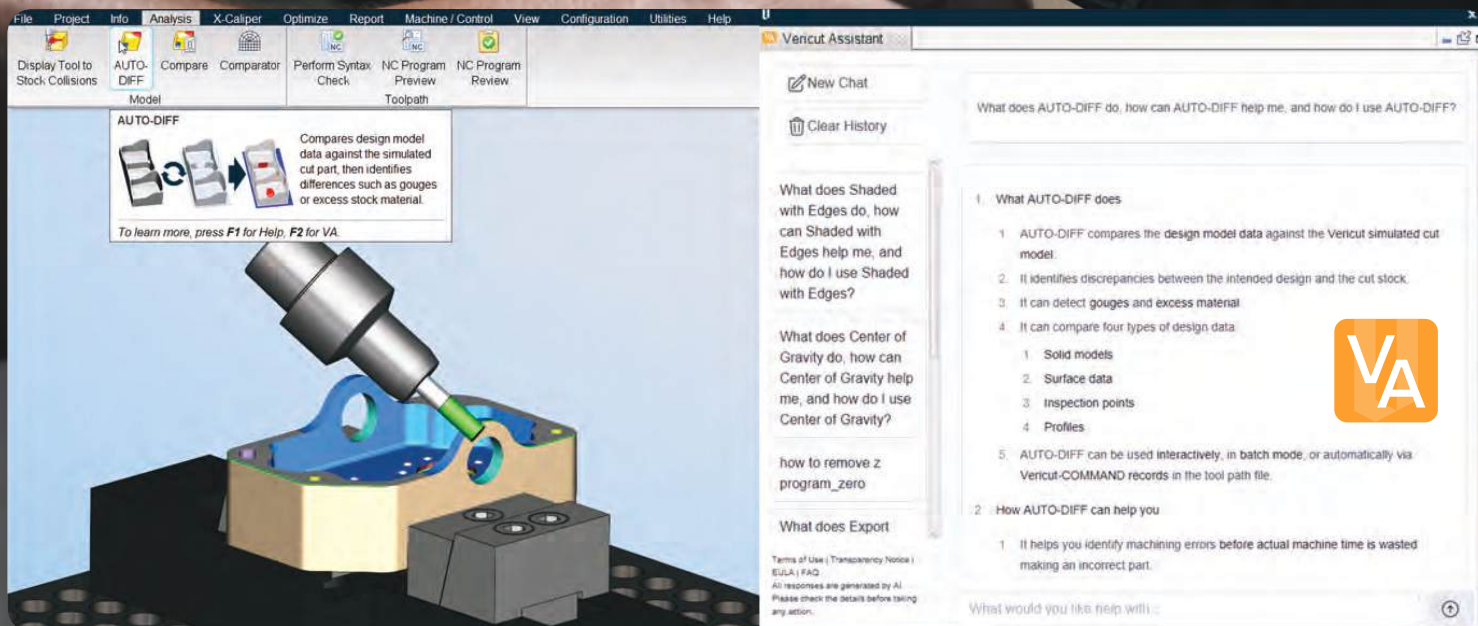 File Project Info Analysis X-Caliper Optimize Report Machine / Control View Configuration Utilities Help
Display Tool to
Stock Collisions
AUTO-
DIFF
Compare
Comparator
Perform Syntax
Check
NC
NC Program
Preview
NC
NC Program
Review
Model
Toolpath
AUTO-DIFF
Compares design model
data against the simulated
cut part, then identifies
differences such as gouges
or excess stock material.
To learn more, press F1 for Help, F2 for VA.
Vericut Assistant
New Chat
Clear History
What does Shaded
with Edges do, how
can Shaded with
Edges help me, and
how do I use Shaded
with Edges?
What does Center of
Gravity do, how can
Center of Gravity help
me, and how do I use
Center of Gravity?
how to remove z
program_zero
What does Export
Terms of Use | Transparency Notice |
EULA | FAQ
All responses are generated by AI.
Please check the details before taking
any action.
What does AUTO-DIFF do, how can AUTO-DIFF help me, and how do I use AUTO-DIFF?
1. What AUTO-DIFF does
1. AUTO-DIFF compares the design model data against the Vericut simulated cut
model.
2. It identifies discrepancies between the intended design and the cut stock.
3. It can detect gouges and excess material.
4. It can compare four types of design data:
1. Solid models
2. Surface data
3. Inspection points
4. Profiles
5. AUTO-DIFF can be used interactively, in batch mode, or automatically via
Vericut-COMMAND records in the tool path file.
2. How AUTO-DIFF can help you
1. It helps you identify machining errors before actual machine time is wasted
making an incorrect part.
What would you like help with...
VA